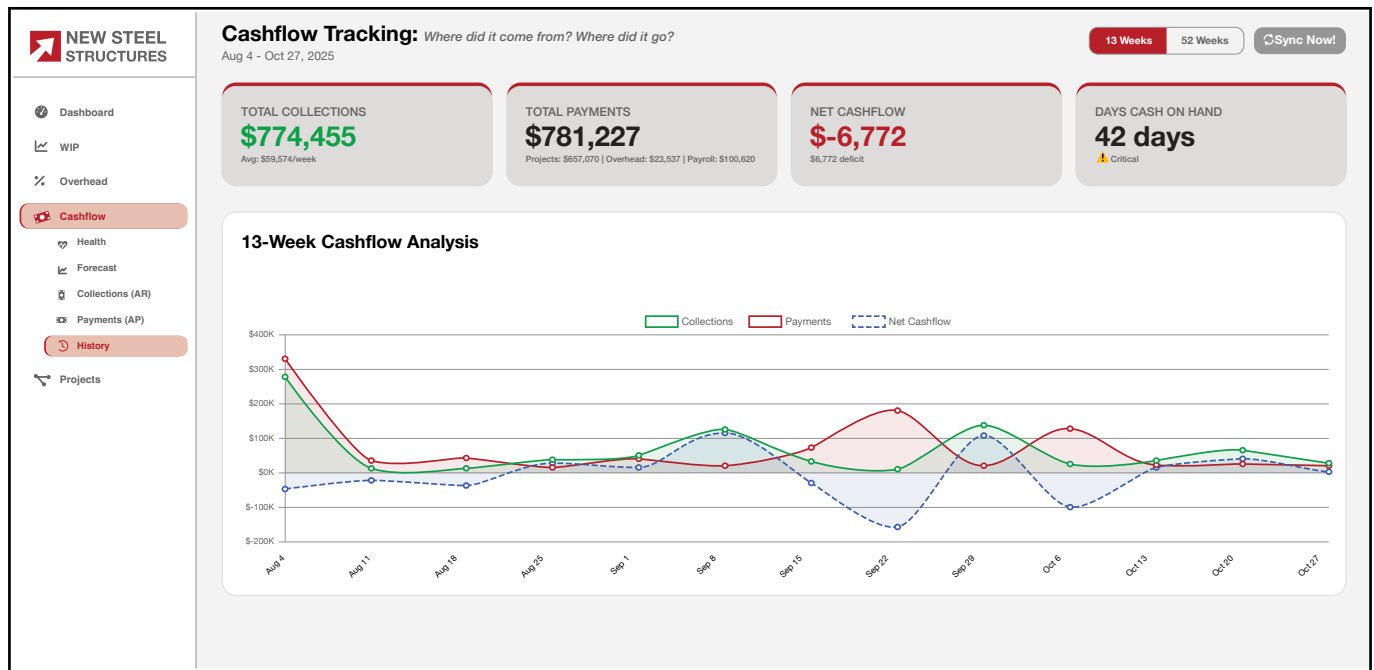 NEW STEEL
STRUCTURES
Dashboard
WIP
Overhead
Cashflow
Health
Forecast
Collections (AR)
Payments (AP)
History
Projects
Cashflow Tracking: Where did it come from? Where did it go?
Aug 4 - Oct 27, 2025
13 Weeks
52 Weeks
Sync Now!
TOTAL COLLECTIONS
$774,455
Avg: $59,574/week
TOTAL PAYMENTS
$781,227
Projects: $657,070 | Overhead: $23,537 | Payroll: $100,620
NET CASHFLOW
$-6,772
$6,772 deficit
DAYS CASH ON HAND
42 days
Critical
13-Week Cashflow Analysis
Collections
Payments
Net Cashflow
$400K
$300K
$200K
$100K
$0K
$-100K
$-200K
Aug 4
Aug 11
Aug 18
Aug 25
Sep 1
Sep 8
Sep 15
Sep 22
Sep 29
Oct 6
Oct 13
Oct 20
Oct 27